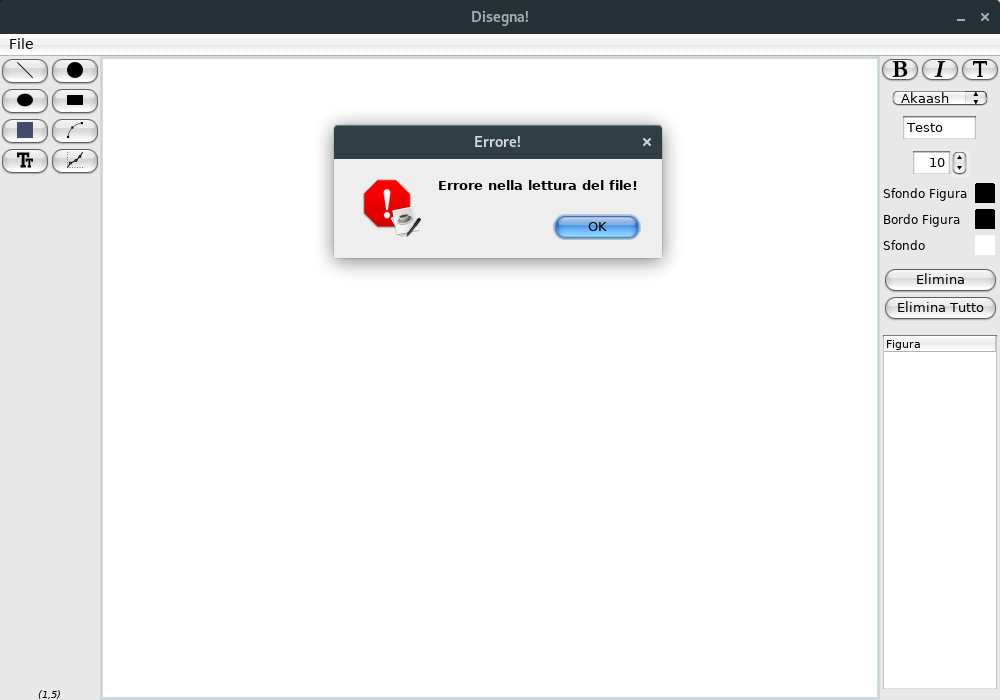 Disegna!
File
B I T
Akaash
Testo
10
Sfondo Figura
Bordo Figura
Sfondo
Elimina
Elimina Tutto
Figura
Tr
Errore!
Errore nella lettura del file!
OK
(1,5)